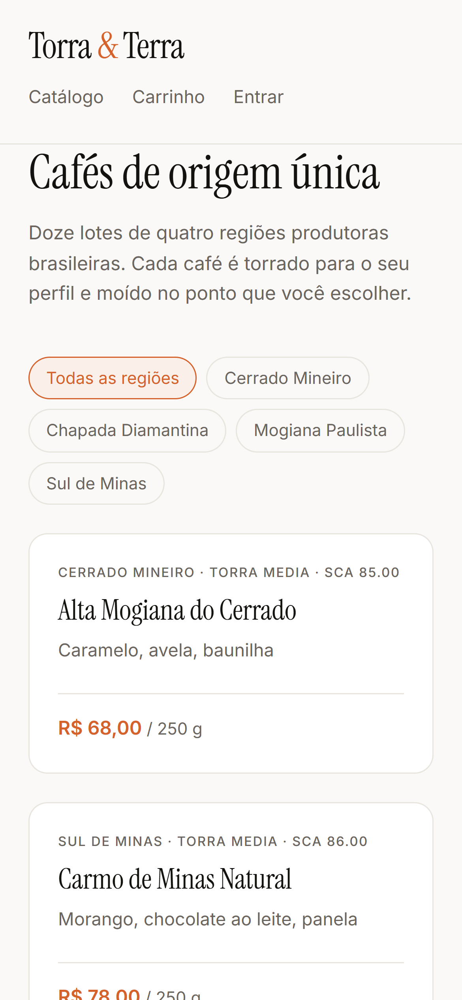 Torra & Terra
Catálogo Carrinho Entrar
Cafés de origem única
Doze lotes de quatro regiões produtoras
brasileiras. Cada café é torrado para o seu
perfil e moído no ponto que você escolher.
Todas as regiões Cerrado Mineiro
Chapada Diamantina Mogiana Paulista
Sul de Minas
CERRADO MINEIRO · TORRA MEDIA · SCA 85.00
Alta Mogiana do Cerrado
Caramelo, avela, baunilha
R$ 68,00 / 250 g
SUL DE MINAS · TORRA MEDIA · SCA 86.00
Carmo de Minas Natural
Morango, chocolate ao leite, panela
R$ 78,00 / 250 g